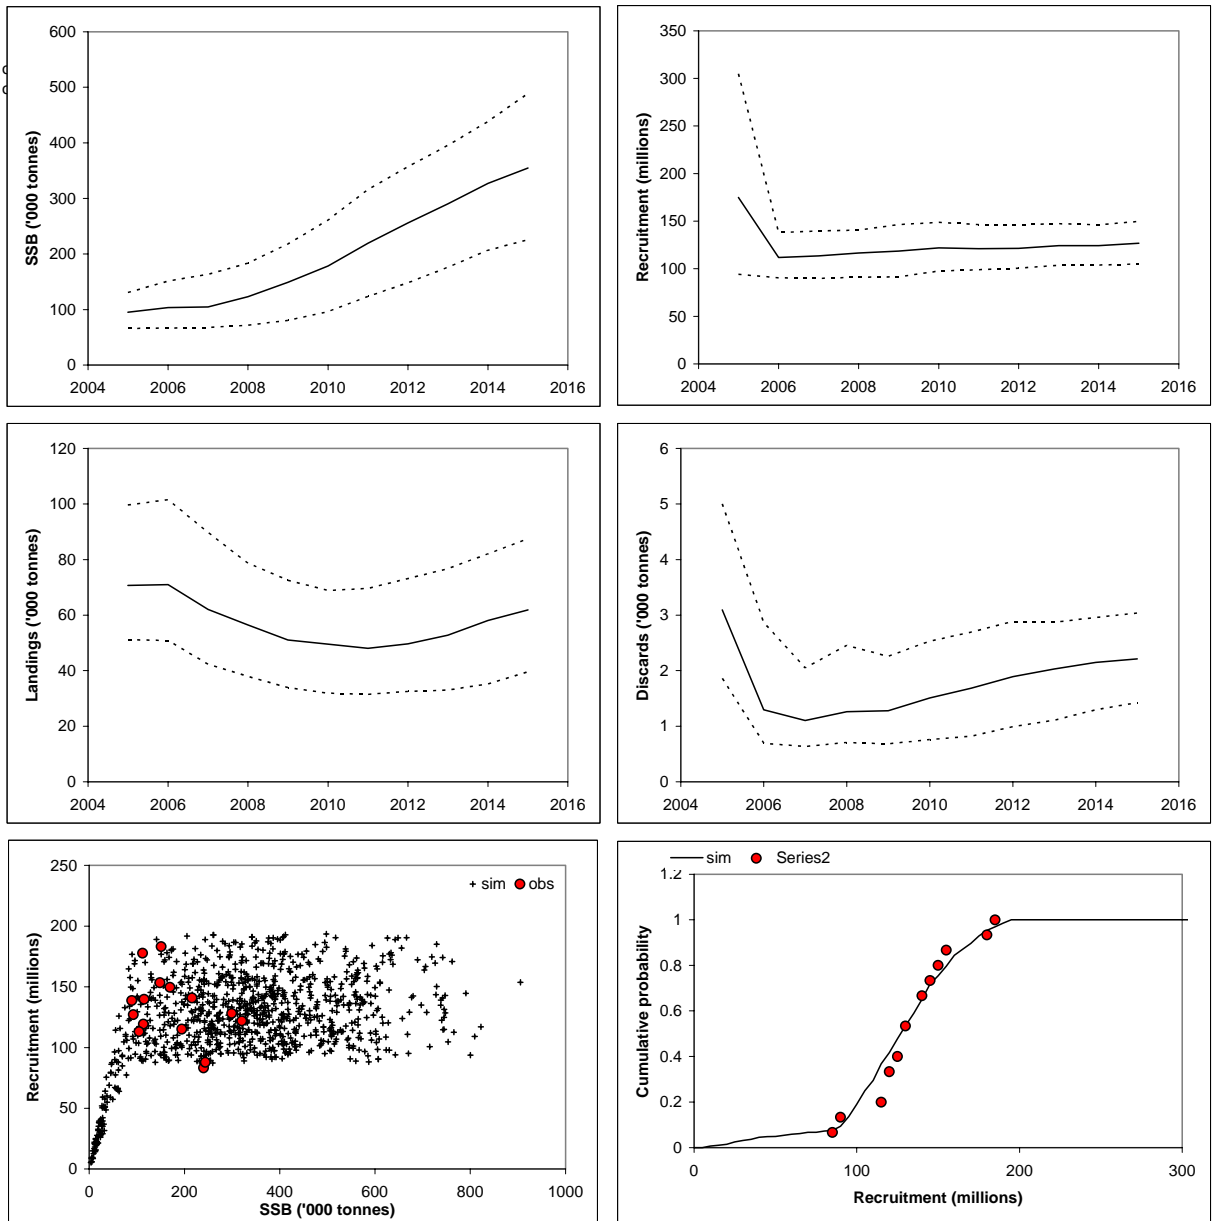 600
500
400
300
200
100
0
SSB ('000 tonnes)
2004 2006 2008 2010 2012 2014 2016
350
300
250
200
150
100
50
0
Recruitment (millions)
2004 2006 2008 2010 2012 2014 2016
120
100
80
60
40
20
0
Landings ('000 tonnes)
2004 2006 2008 2010 2012 2014 2016
6
5
4
3
2
1
0
Discards ('000 tonnes)
2004 2006 2008 2010 2012 2014 2016
250
200
150
100
50
0
Recruitment (millions)
sim obs
0 200 400 600 800 1000
SSB ('000 tonnes)
sim Series2
1.2
1
0.8
0.6
0.4
0.2
0
Cumulative probability
0 100 200 300
Recruitment (millions)